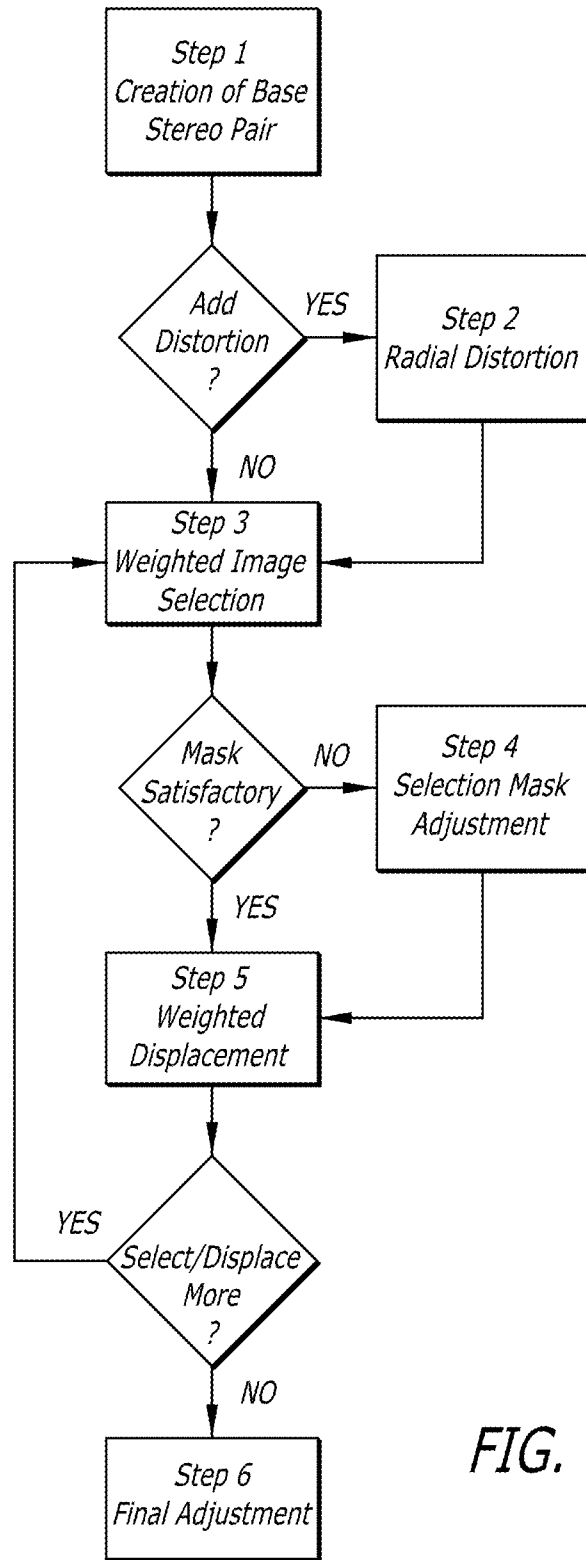 Step 1
Creation of Base
Stereo Pair
Add
Distortion
?
YES
Step 2
Radial Distortion
NO
Step 3
Weighted Image
Selection
Mask
Satisfactory
?
NO
Step 4
Selection Mask
Adjustment
YES
Step 5
Weighted
Displacement
YES
Select/Displace
More
?
NO
Step 6
Final Adjustment
FIG.